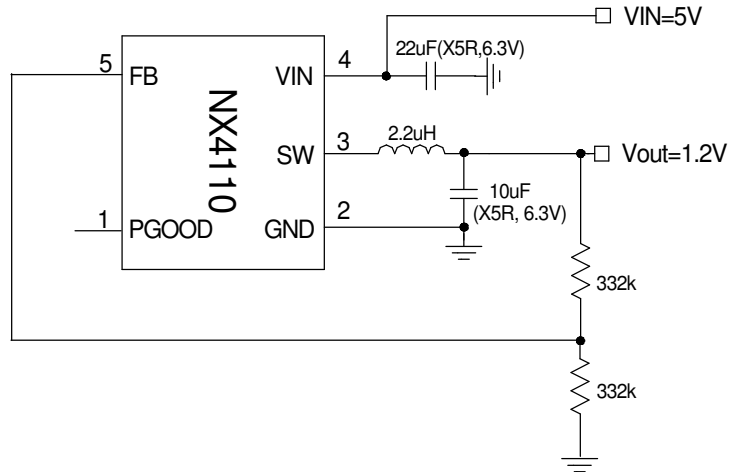 VIN=5V
22uF(X5R,6.3V)
5
FB
VIN
4
NX4110
SW
3
2.2uH
Vout=1.2V
10uF
(X5R, 6.3V)
1
PGOOD
GND
2
332k
332k